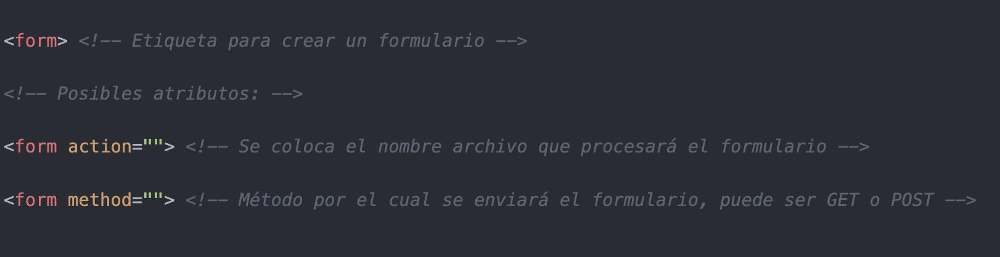 <form> <!-- Etiqueta para crear un formulario -->
<!-- Posibles atributos: -->
<form action=""> <!-- Se coloca el nombre archivo que procesará el formulario -->
<form method=""> <!-- Método por el cual se enviará el formulario, puede ser GET o POST -->